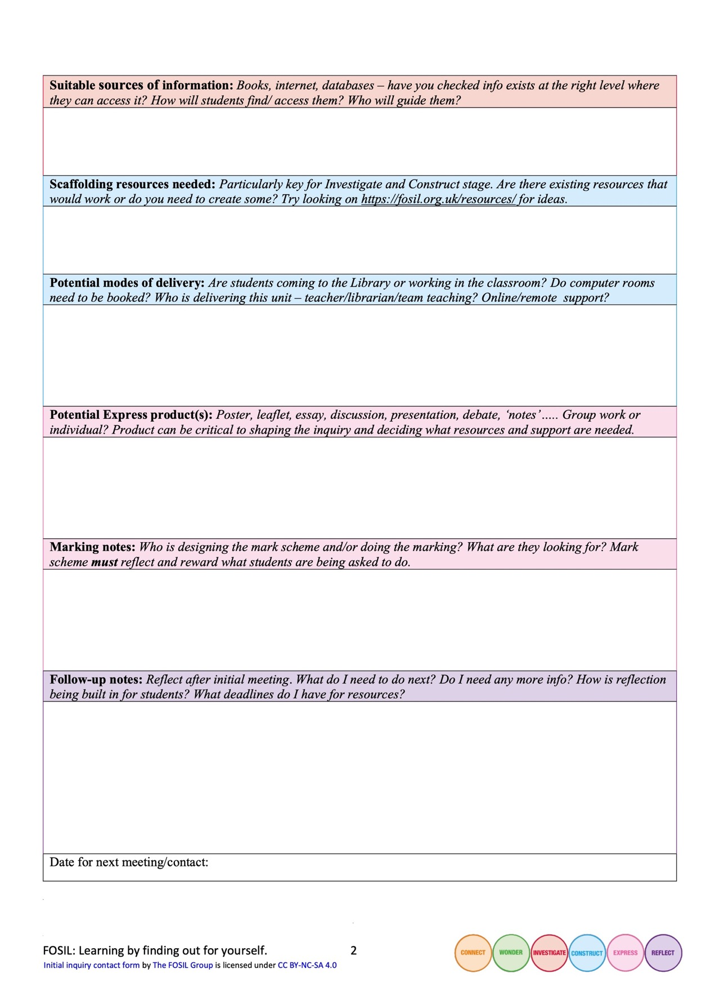 Suitable sources of information: Books, internet, databases – have you checked info exists at the right level where
they can access it? How will students find/ access them? Who will guide them?
Scaffolding resources needed: Particularly key for Investigate and Construct stage. Are there existing resources that
would work or do you need to create some? Try looking on https://fosil.org.uk/resources/ for ideas.
Potential modes of delivery: Are students coming to the Library or working in the classroom? Do computer rooms
need to be booked? Who is delivering this unit – teacher/librarian/team teaching? Online/remote  support?
Potential Express product(s): Poster, leaflet, essay, discussion, presentation, debate, ‘notes’..... Group work or
individual? Product can be critical to shaping the inquiry and deciding what resources and support are needed.
Marking notes: Who is designing the mark scheme and/or doing the marking? What are they looking for? Mark
scheme must reflect and reward what students are being asked to do.
Follow-up notes: Reflect after initial meeting. What do I need to do next? Do I need any more info? How is reflection
being built in for students? What deadlines do I have for resources?
Date for next meeting/contact:
FOSIL: Learning by finding out for yourself.
2
Initial inquiry contact form by The FOSIL Group is licensed under CC BY-NC-SA 4.0
CONNECT WONDER INVESTIGATE CONSTRUCT EXPRESS REFLECT